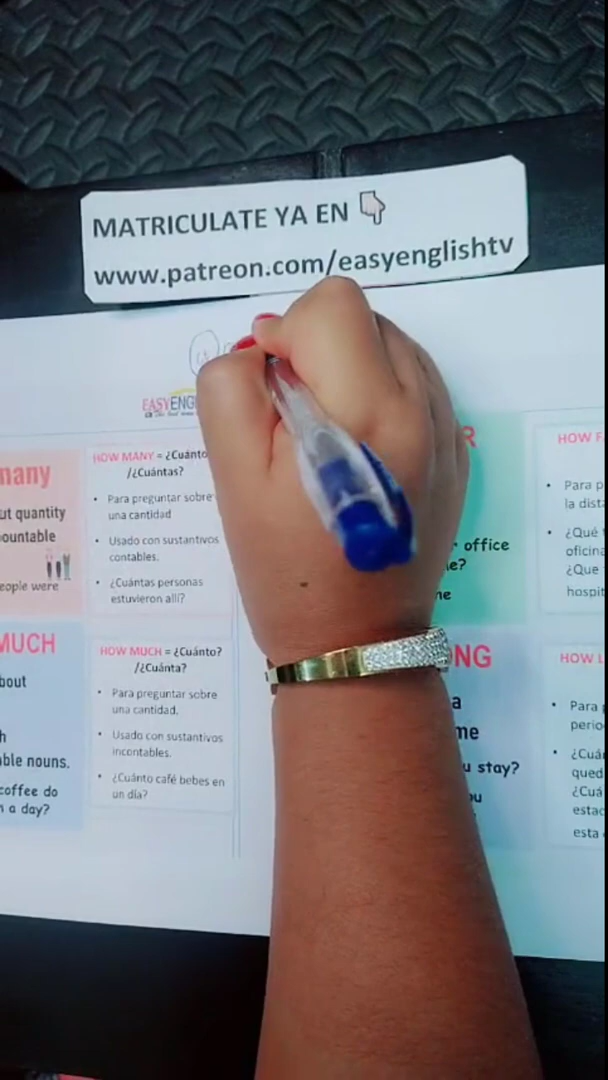 MATRICULATE YA EN
www.patreon.com/easyenglishtv
EASYENG
many
ut quantity
ountable
eople were
HOW MANY = ¿Cuánto
/¿Cuántas?
• Para preguntar sobre
una cantidad
• Usado con sustantivos
contables.
• ¿Cuántas personas
estuvieron allí?
MUCH
bout
h
ble nouns.
coffee do
n a day?
HOW MUCH = ¿Cuánto?
/¿Cuánta?
• Para preguntar sobre
una cantidad.
• Usado con sustantivos
incontables.
• ¿Cuánto café bebes en
un día?
R
office
e?
me
NG
a
me
u stay?
ou
HOW F
• Para p
la dista
• ¿Qué
oficina
¿Que
hospit
HOW L
• Para
perio
• ¿Cuá
qued
¿Cuá
estad
esta